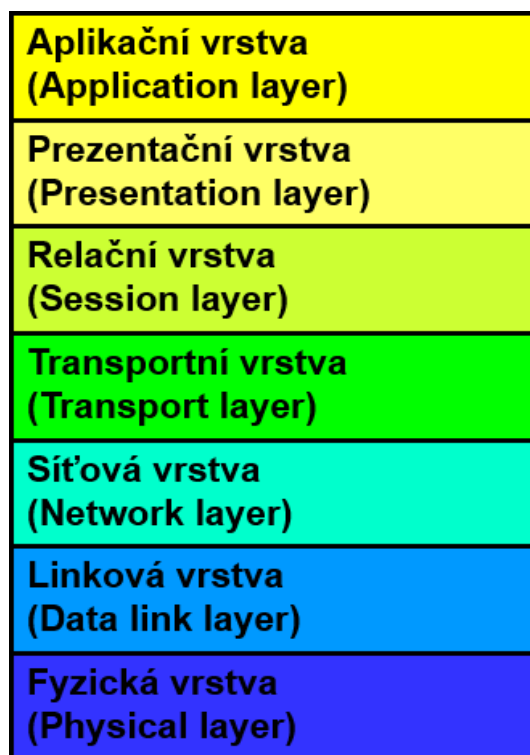 Aplikační vrstva
(Application layer)
Prezentační vrstva
(Presentation layer)
Relační vrstva
(Session layer)
Transportní vrstva
(Transport layer)
Síťová vrstva
(Network layer)
Linková vrstva
(Data link layer)
Fyzická vrstva
(Physical layer)